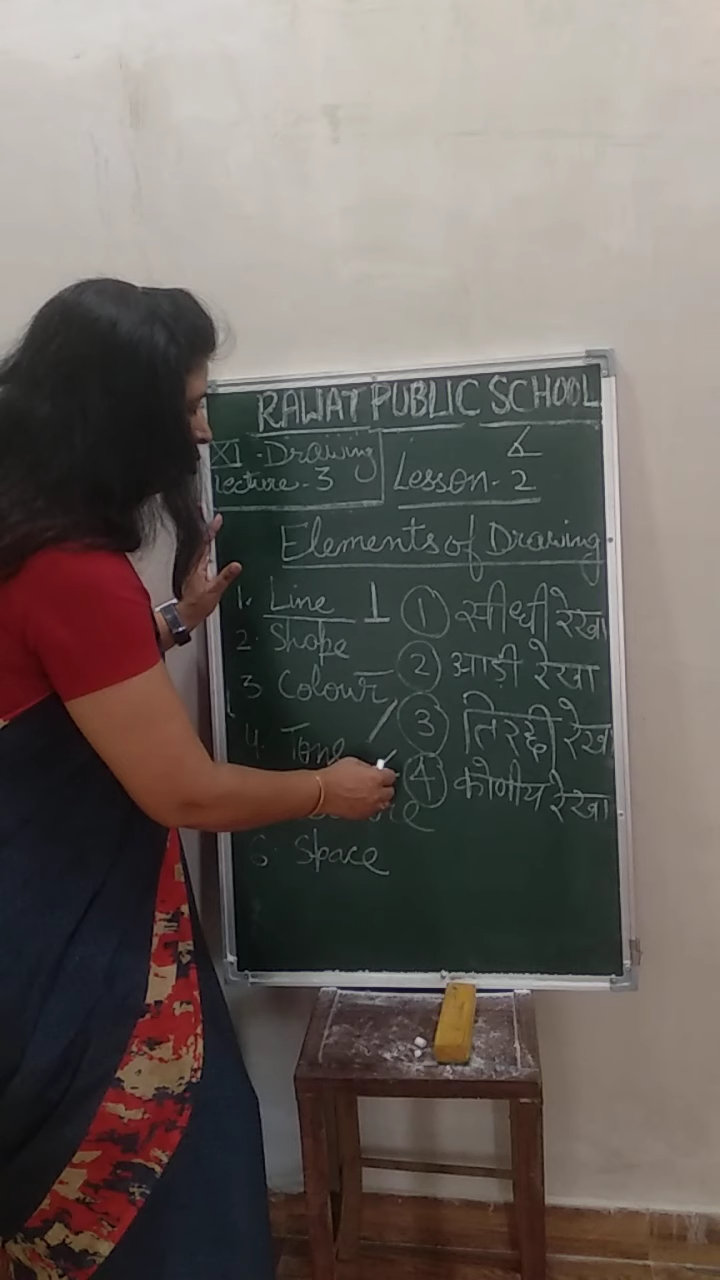 RAWAT PUBLIC SCHOOL
XI - Drawing
Lecture - 3
Lesson - 2
Elements of Drawing
1. Line
2. Shape
3 Colour
4. Tone
6. Space
① सीधी रेखा
② आड़ी रेखा
③ तिरछी रेखा
④ कोणीय रेखा